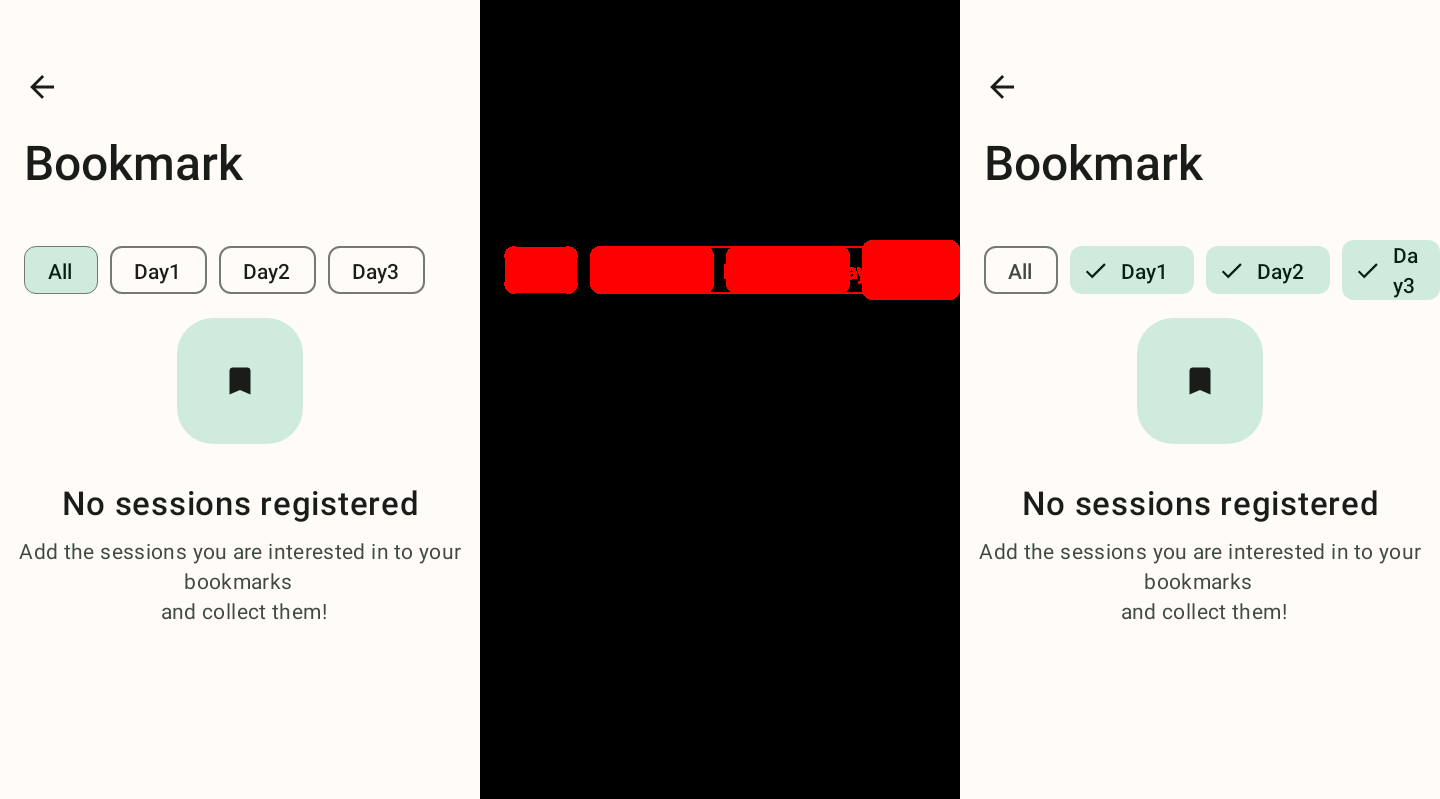 Bookmark
All Day1 Day2 Day3
No sessions registered
Add the sessions you are interested in to your
bookmarks
and collect them!
ay
Bookmark
All Day1 Day2 Da
y3
No sessions registered
Add the sessions you are interested in to your
bookmarks
and collect them!